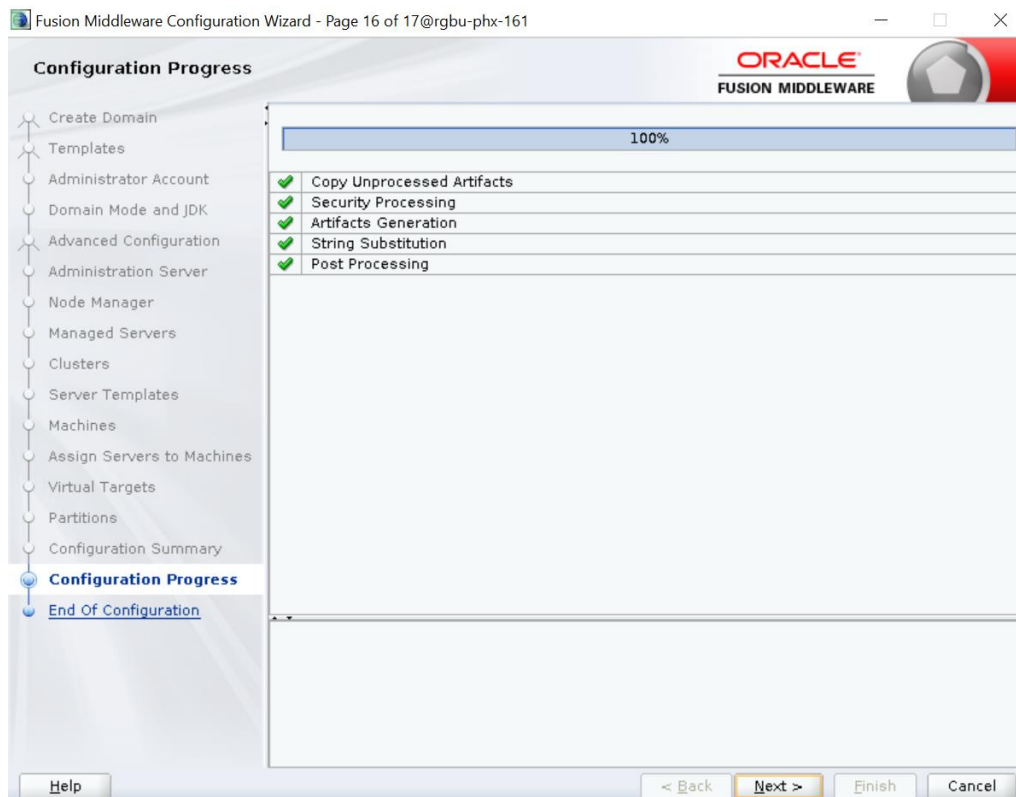 Fusion Middleware Configuration Wizard - Page 16 of 17@rgbu-phx-161
Configuration Progress
ORACLE
FUSION MIDDLEWARE
Create Domain
Templates
Administrator Account
Domain Mode and JDK
Advanced Configuration
Administration Server
Node Manager
Managed Servers
Clusters
Server Templates
Machines
Assign Servers to Machines
Virtual Targets
Partitions
Configuration Summary
Configuration Progress
End Of Configuration
100%
Copy Unprocessed Artifacts
Security Processing
Artifacts Generation
String Substitution
Post Processing
Help
< Back
Next >
Finish
Cancel